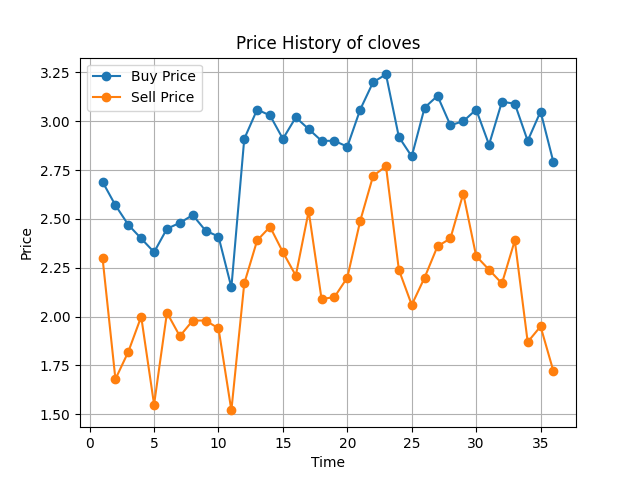 Price History of cloves
Buy Price
Sell Price
3.25
3.00
2.75
2.50
2.25
2.00
1.75
1.50
Price
0 5 10 15 20 25 30 35
Time